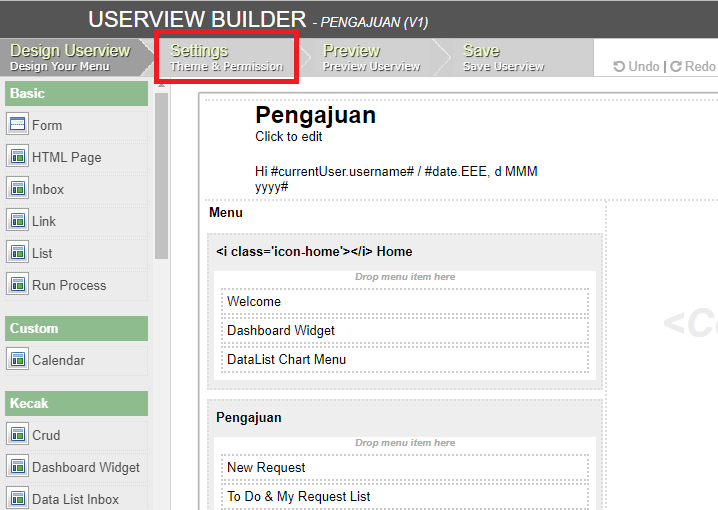 USERVIEW BUILDER - PENGAJUAN (V1)
Design Userview
Design Your Menu
Settings
Theme & Permission
Preview
Preview Userview
Save
Save Userview
Undo | Redo
Basic
Form
HTML Page
Inbox
Link
List
Run Process
Custom
Calendar
Kecak
Crud
Dashboard Widget
Data List Inbox
Pengajuan
Click to edit
Hi #currentUser.username# / #date.EEE, d MMM
yyyy#
Menu
<i class='icon-home'></i> Home
Drop menu item here
Welcome
Dashboard Widget
DataList Chart Menu
Pengajuan
Drop menu item here
New Request
To Do & My Request List